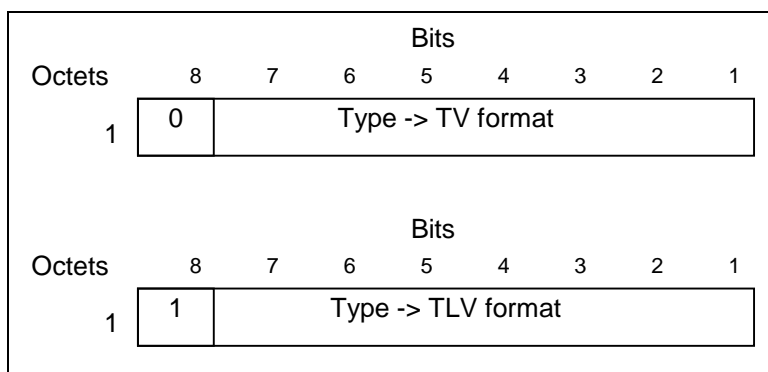 Bits
Octets 8 7 6 5 4 3 2 1
1 0 Type -> TV format
Bits
Octets 8 7 6 5 4 3 2 1
1 1 Type -> TLV format